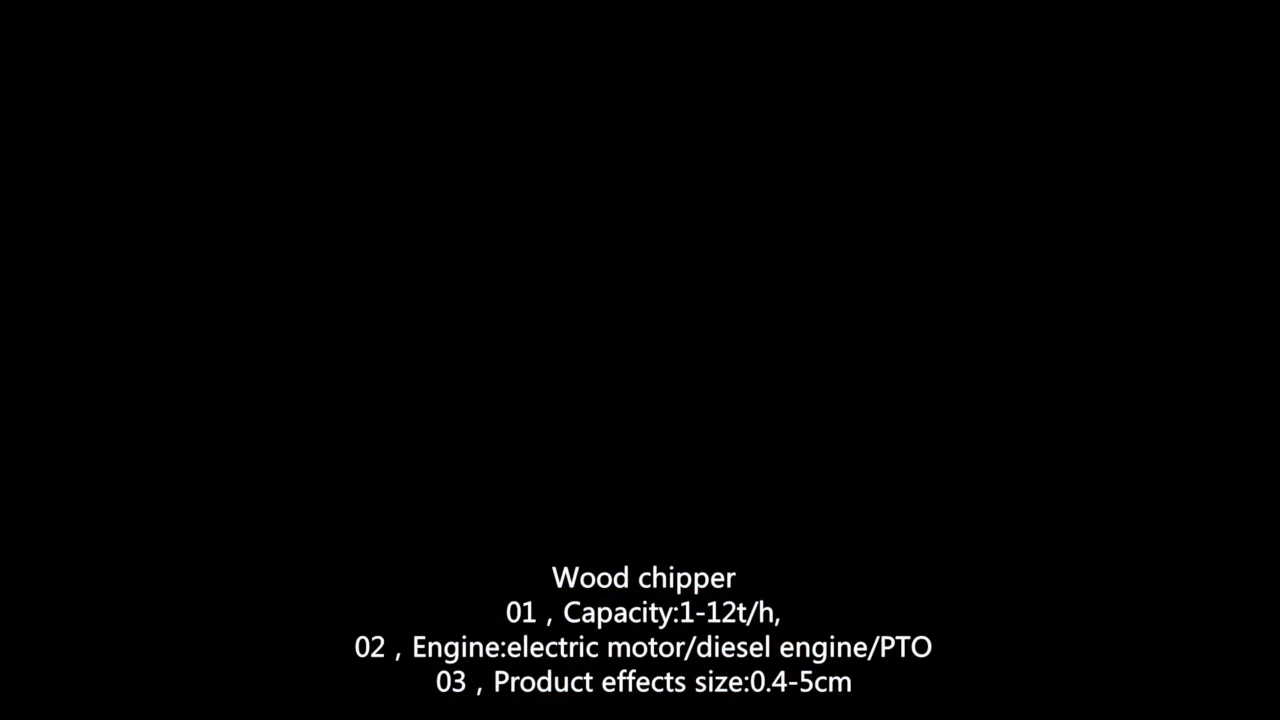 Wood chipper
01，Capacity:1-12t/h,
02，Engine:electric motor/diesel engine/PTO
03，Product effects size:0.4-5cm